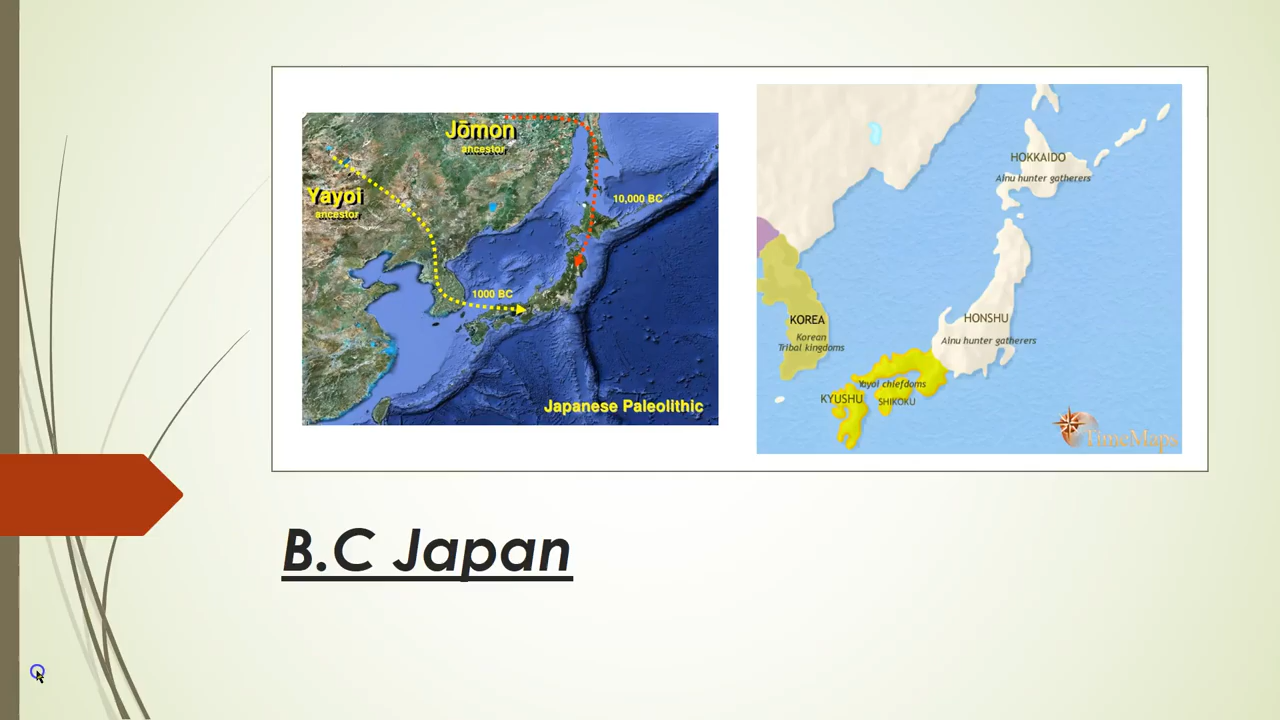 Jōmon
ancestor
Yayoi
ancestor
10,000 BC
1000 BC
Japanese Paleolithic
HOKKAIDO
Ainu hunter gatherers
KOREA
Korean
Tribal kingdoms
HONSHU
Ainu hunter gatherers
Yayoi chiefdoms
KYUSHU
SHIKOKU
TimeMaps
B.C Japan